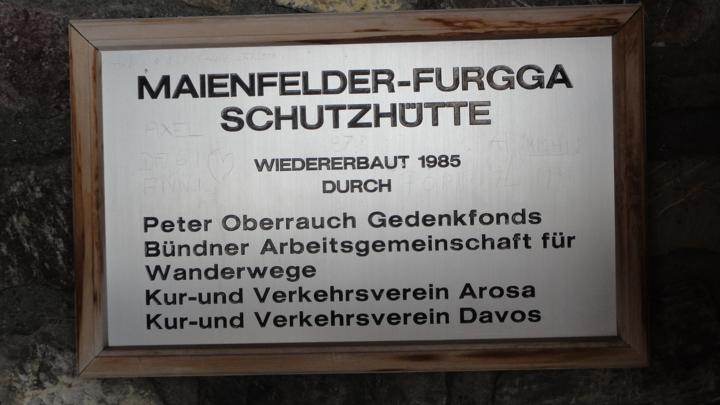 MAIENFELDER-FURGGA
SCHUTZHÜTTE
WIEDERERBAUT 1985
DURCH
Peter Oberrauch Gedenkfonds
Bündner Arbeitsgemeinschaft für
Wanderwege
Kur-und Verkehrsverein Arosa
Kur-und Verkehrsverein Davos
AXEL